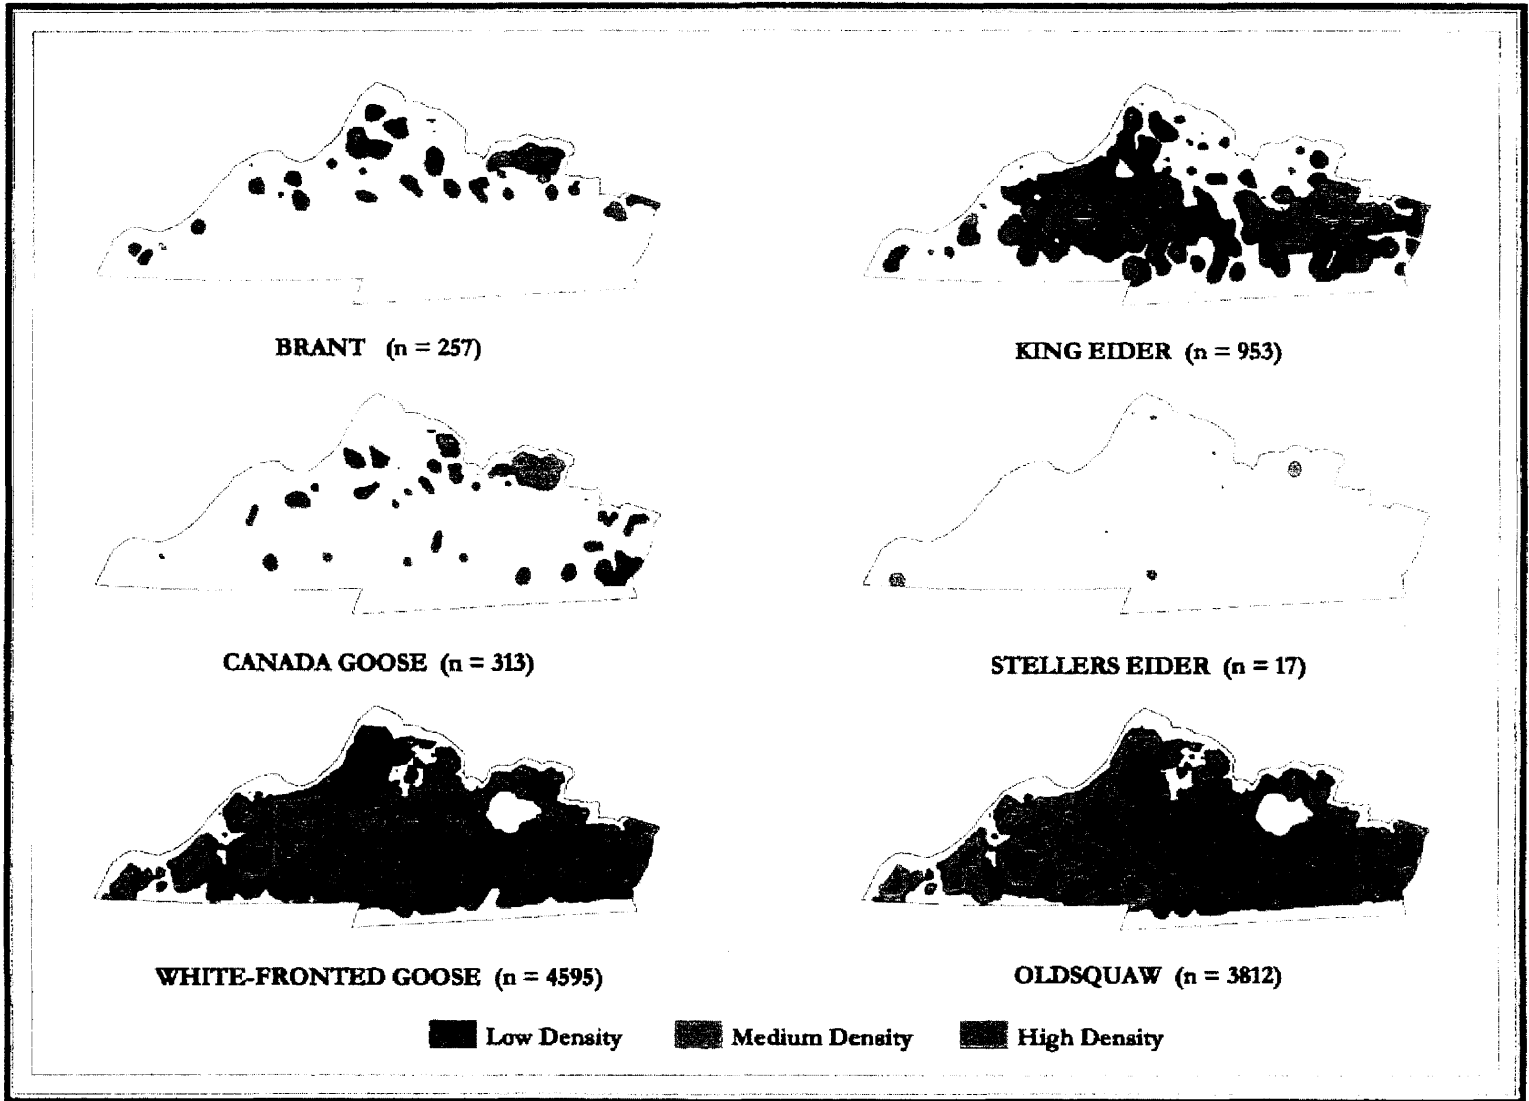 BRANT (n = 257)
KING EIDER (n = 953)
CANADA GOOSE (n = 313)
STELLERS EIDER (n = 17)
WHITE-FRONTED GOOSE (n = 4595)
OLDSQUAW (n = 3812)
Low Density Medium Density High Density